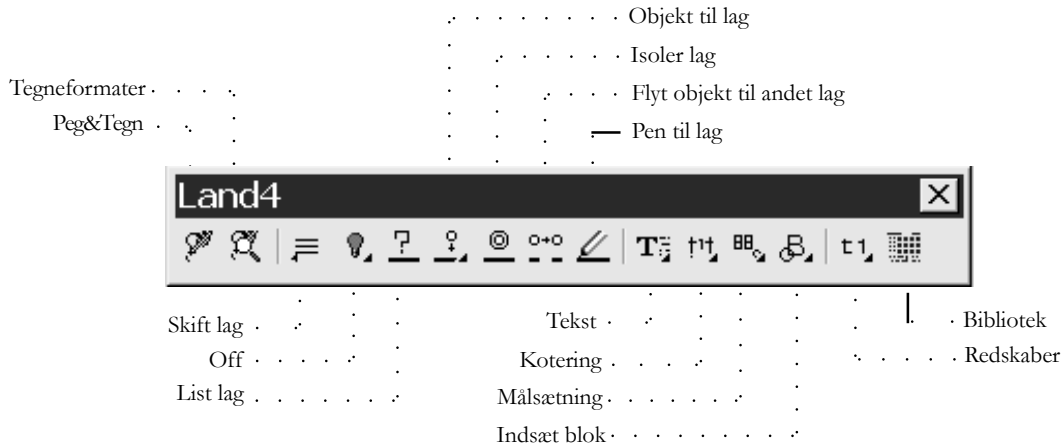 Objekt til lag
Isoler lag
Tegneformater
Flyt objekt til andet lag
Peg&Tegn
Pen til lag
Land4
Skift lag
Tekst
Bibliotek
Off
Kotering
Redskaber
List lag
Målsætning
Indsæt blok